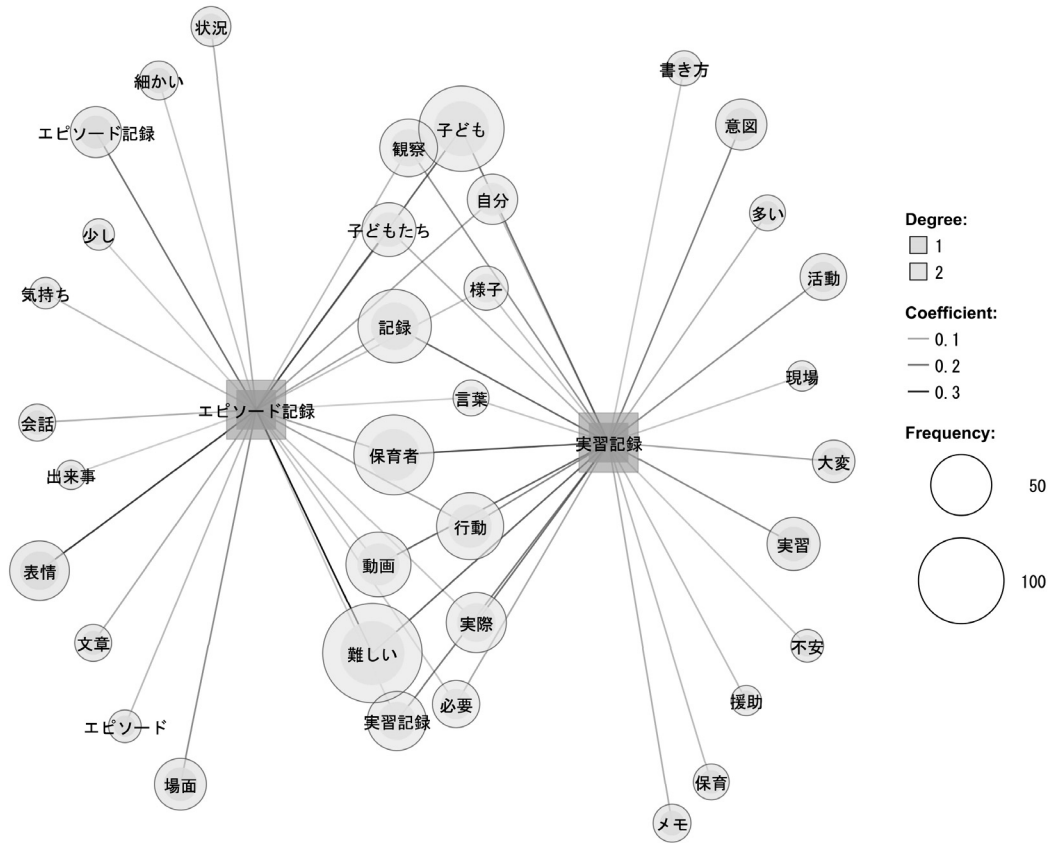 状況
細かい
エピソード記録
少し
気持ち
会話
出来事
表情
文章
エピソード
場面
エピソード記録
子ども
観察
自分
子どもたち
様子
記録
言葉
保育者
行動
動画
実際
難しい
必要
実習記録
実習記録
書き方
意図
多い
活動
現場
大変
実習
不安
援助
保育
メモ
Degree:
1
2
Coefficient:
0.1
0.2
0.3
Frequency:
50
100